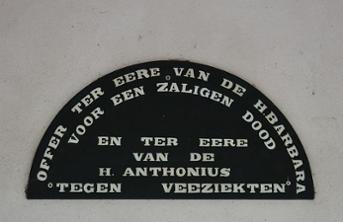 OFFER TER EERE VAN DE H. BARBARA
VOOR EEN ZALIGEN DOOD
EN TER EERE
VAN DE
H. ANTHONIUS
TEGEN VEEZIEKTEN